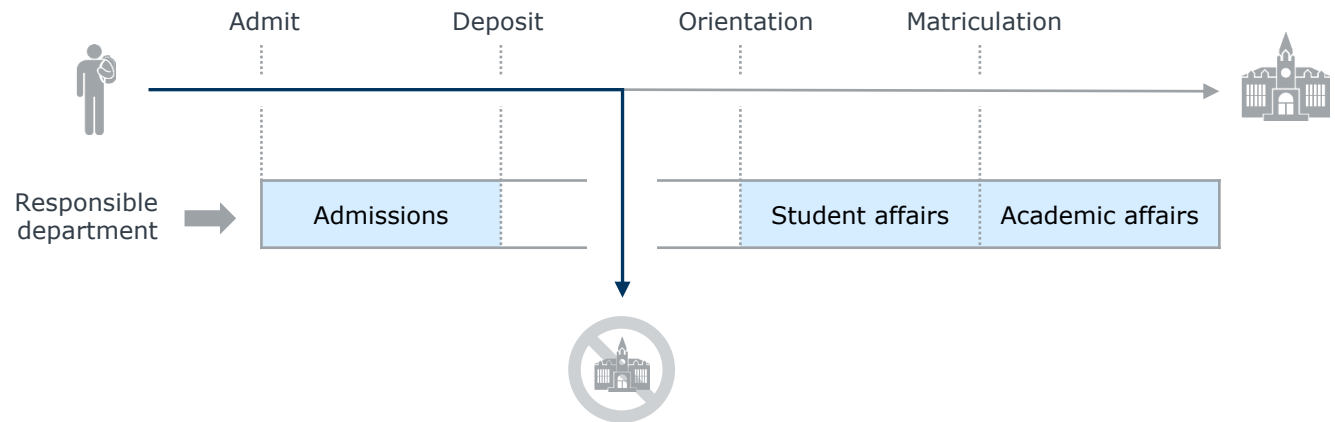 Admit
Deposit
Orientation
Matriculation
Responsible
department
Admissions
Student affairs
Academic affairs